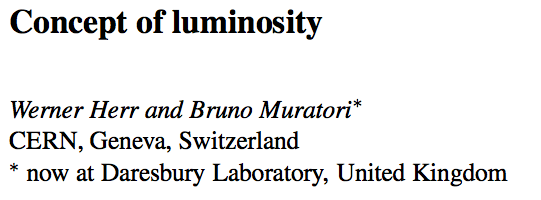 Concept of luminosity
Werner Herr and Bruno Muratori*
CERN, Geneva, Switzerland
* now at Daresbury Laboratory, United Kingdom